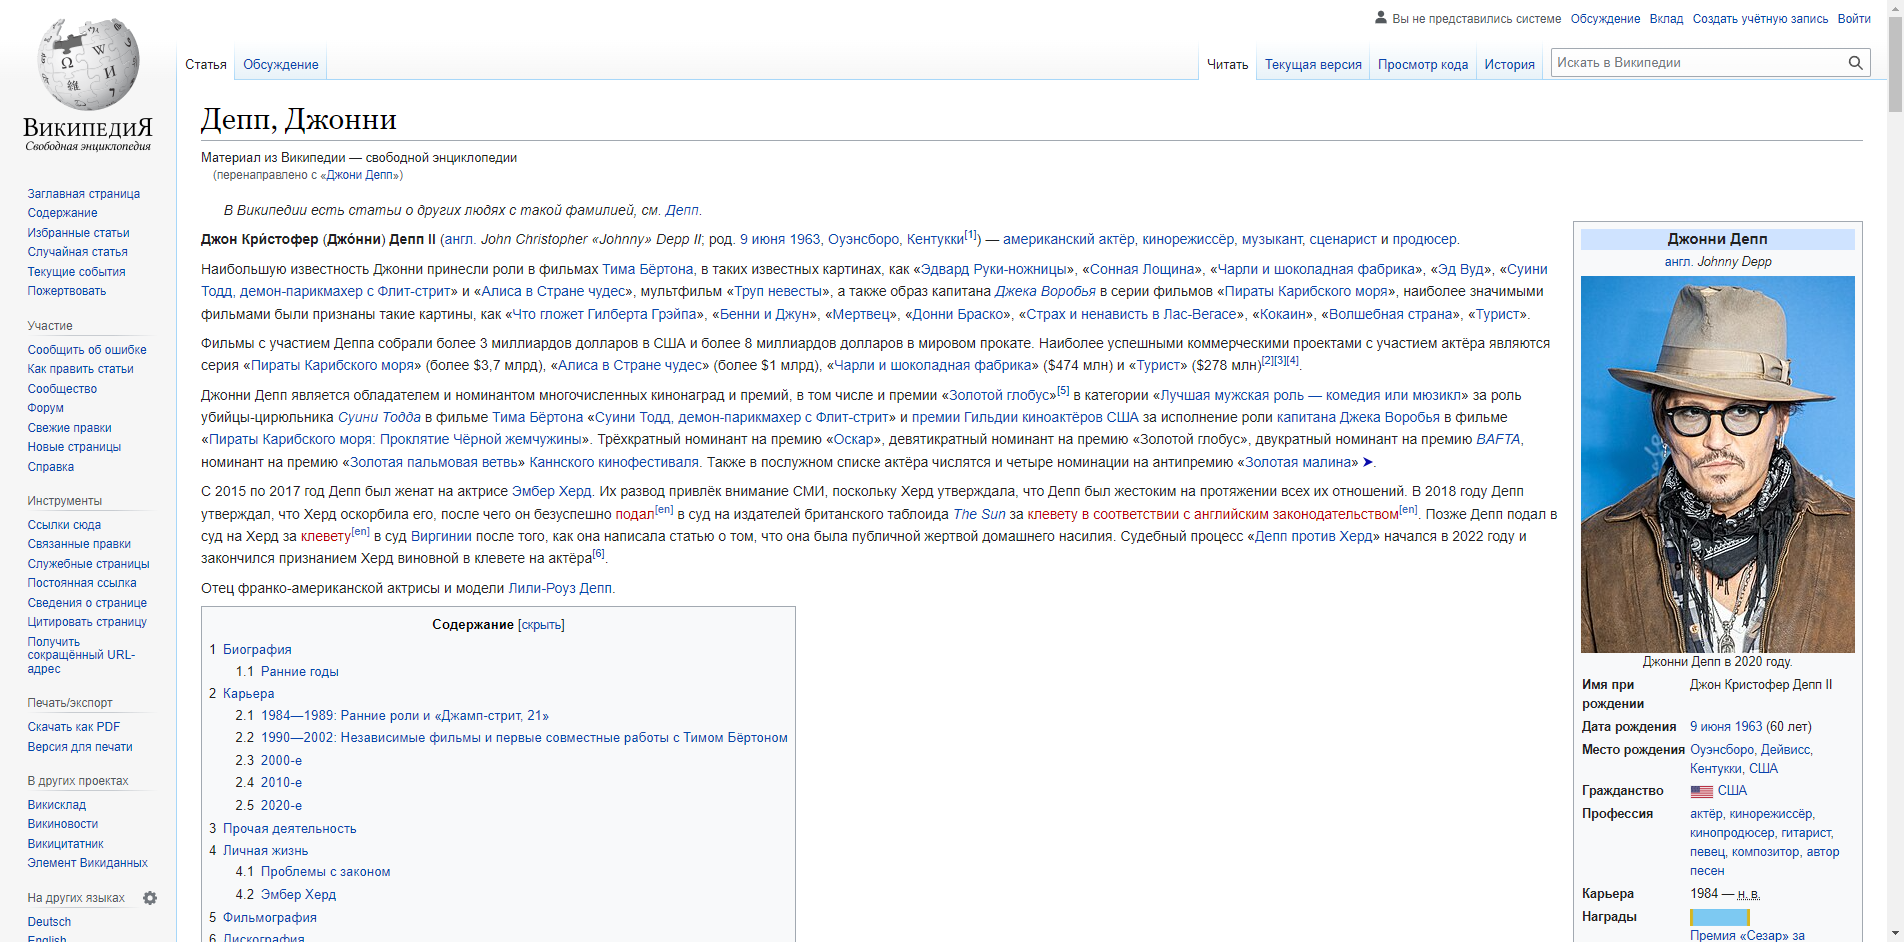 Вы не представились системе Обсуждение Вклад Создать учётную запись Войти
Статья Обсуждение Читать Текущая версия Просмотр кода История Искать в Википедии
ВикипедиЯ
Свободная энциклопедия
Заглавная страница
Содержание
Избранные статьи
Случайная статья
Текущие события
Пожертвовать
Участие
Сообщить об ошибке
Как править статьи
Сообщество
Форум
Свежие правки
Новые страницы
Справка
Инструменты
Ссылки сюда
Связанные правки
Служебные страницы
Постоянная ссылка
Сведения о странице
Цитировать страницу
Получить
сокращённый URL-
адрес
Печать/экспорт
Скачать как PDF
Версия для печати
В других проектах
Викисклад
Викиновости
Викицитатник
Элемент Викиданных
На других языках
Deutsch
English
Депп, Джонни
Материал из Википедии — свободной энциклопедии
(перенаправлено с «Джони Депп»)
В Википедии есть статьи о других людях с такой фамилией, см. Депп.
Джон Кри́стофер (Джо́нни) Депп II (англ. John Christopher «Johnny» Depp II; род. 9 июня 1963, Оуэнсборо, Кентукки[1]) — американский актёр, кинорежиссёр, музыкант, сценарист и продюсер.
Наибольшую известность Джонни принесли роли в фильмах Тима Бёртона, в таких известных картинах, как «Эдвард Руки-ножницы», «Сонная Лощина», «Чарли и шоколадная фабрика», «Эд Вуд», «Суини
Тодд, демон-парикмахер с Флит-стрит» и «Алиса в Стране чудес», мультфильм «Труп невесты», а также образ капитана Джека Воробья в серии фильмов «Пираты Карибского моря», наиболее значимыми
фильмами были признаны такие картины, как «Что гложет Гилберта Грэйпа», «Бенни и Джун», «Мертвец», «Донни Браско», «Страх и ненависть в Лас-Вегасе», «Кокаин», «Волшебная страна», «Турист».
Фильмы с участием Деппа собрали более 3 миллиардов долларов в США и более 8 миллиардов долларов в мировом прокате. Наиболее успешными коммерческими проектами с участием актёра являются
серия «Пираты Карибского моря» (более $3,7 млрд), «Алиса в Стране чудес» (более $1 млрд), «Чарли и шоколадная фабрика» ($474 млн) и «Турист» ($278 млн)[2][3][4].
Джонни Депп является обладателем и номинантом многочисленных кинонаград и премий, в том числе и премии «Золотой глобус»[5] в категории «Лучшая мужская роль — комедия или мюзикл» за роль
убийцы-цирюльника Суини Тодда в фильме Тима Бёртона «Суини Тодд, демон-парикмахер с Флит-стрит» и премии Гильдии киноактёров США за исполнение роли капитана Джека Воробья в фильме
«Пираты Карибского моря: Проклятие Чёрной жемчужины». Трёхкратный номинант на премию «Оскар», девятикратный номинант на премию «Золотой глобус», двукратный номинант на премию BAFTA,
номинант на премию «Золотая пальмовая ветвь» Каннского кинофестиваля. Также в послужном списке актёра числятся и четыре номинации на антипремию «Золотая малина» ➤.
С 2015 по 2017 год Депп был женат на актрисе Эмбер Херд. Их развод привлёк внимание СМИ, поскольку Херд утверждала, что Депп был жестоким на протяжении всех их отношений. В 2018 году Депп
утверждал, что Херд оскорбила его, после чего он безуспешно подал[en] в суд на издателей британского таблоида The Sun за клевету в соответствии с английским законодательством[en]. Позже Депп подал в
суд на Херд за клевету[en] в суд Виргинии после того, как она написала статью о том, что она была публичной жертвой домашнего насилия. Судебный процесс «Депп против Херд» начался в 2022 году и
закончился признанием Херд виновной в клевете на актёра[6].
Отец франко-американской актрисы и модели Лили-Роуз Депп.
Содержание [скрыть]
1 Биография
1.1 Ранние годы
2 Карьера
2.1 1984—1989: Ранние роли и «Джамп-стрит, 21»
2.2 1990—2002: Независимые фильмы и первые совместные работы с Тимом Бёртоном
2.3 2000-е
2.4 2010-е
2.5 2020-е
3 Прочая деятельность
4 Личная жизнь
4.1 Проблемы с законом
4.2 Эмбер Херд
5 Фильмография
6 Дискография
Джонни Депп
англ. Johnny Depp
Джонни Депп в 2020 году.
Имя при Джон Кристофер Депп II
рождении
Дата рождения 9 июня 1963 (60 лет)
Место рождения Оуэнсборо, Дейвисс,
Кентукки, США
Гражданство США
Профессия актёр, кинорежиссёр,
кинопродюсер, гитарист,
певец, композитор, автор
песен
Карьера 1984 — н. в.
Награды
Премия «Сезар» за